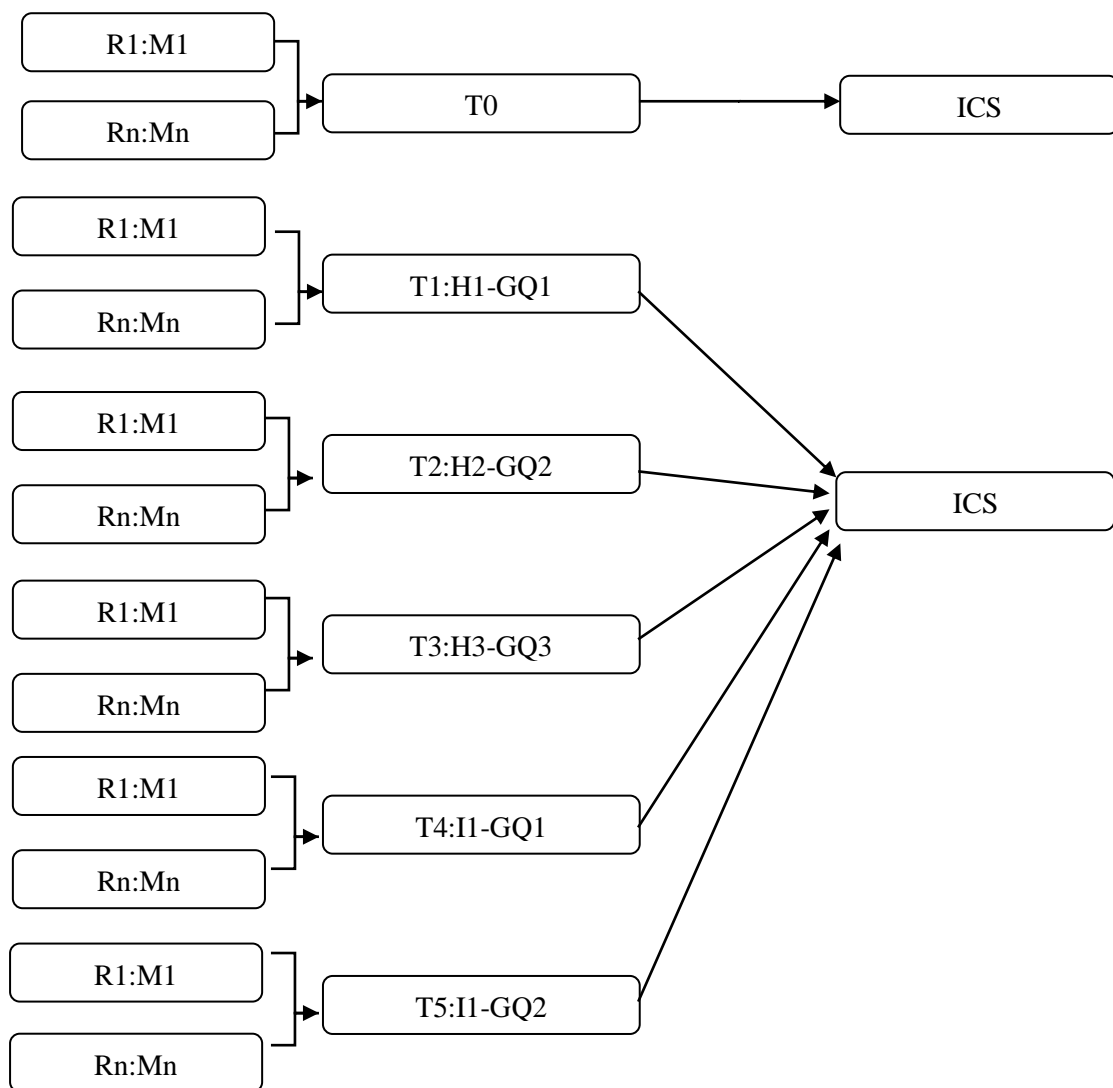 R1:M1
T0
ICS
Rn:Mn
R1:M1
T1:H1-GQ1
Rn:Mn
R1:M1
T2:H2-GQ2
ICS
Rn:Mn
R1:M1
T3:H3-GQ3
Rn:Mn
R1:M1
T4:I1-GQ1
Rn:Mn
R1:M1
T5:I1-GQ2
Rn:Mn